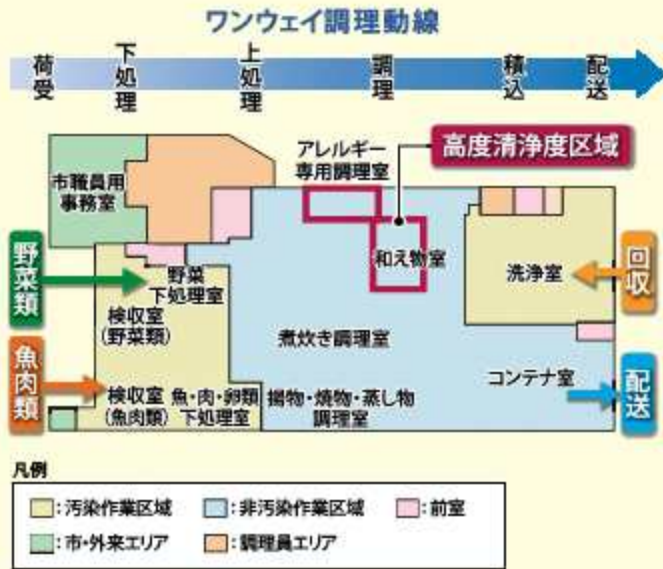 ワンウェイ調理動線
荷受
下処理
上処理
調理
積込
配送
アレルギー
専用調理室
高度清浄度区域
市職員用
事務室
和え物室
洗浄室
回収
野菜類
野菜
下処理室
検収室
(野菜類)
煮炊き調理室
コンテナ室
配送
魚肉類
検収室
(魚肉類)
魚・肉・卵類
下処理室
揚物・焼物・蒸し物
調理室
凡例
:汚染作業区域
:非汚染作業区域
:前室
:市・外来エリア
:調理員エリア